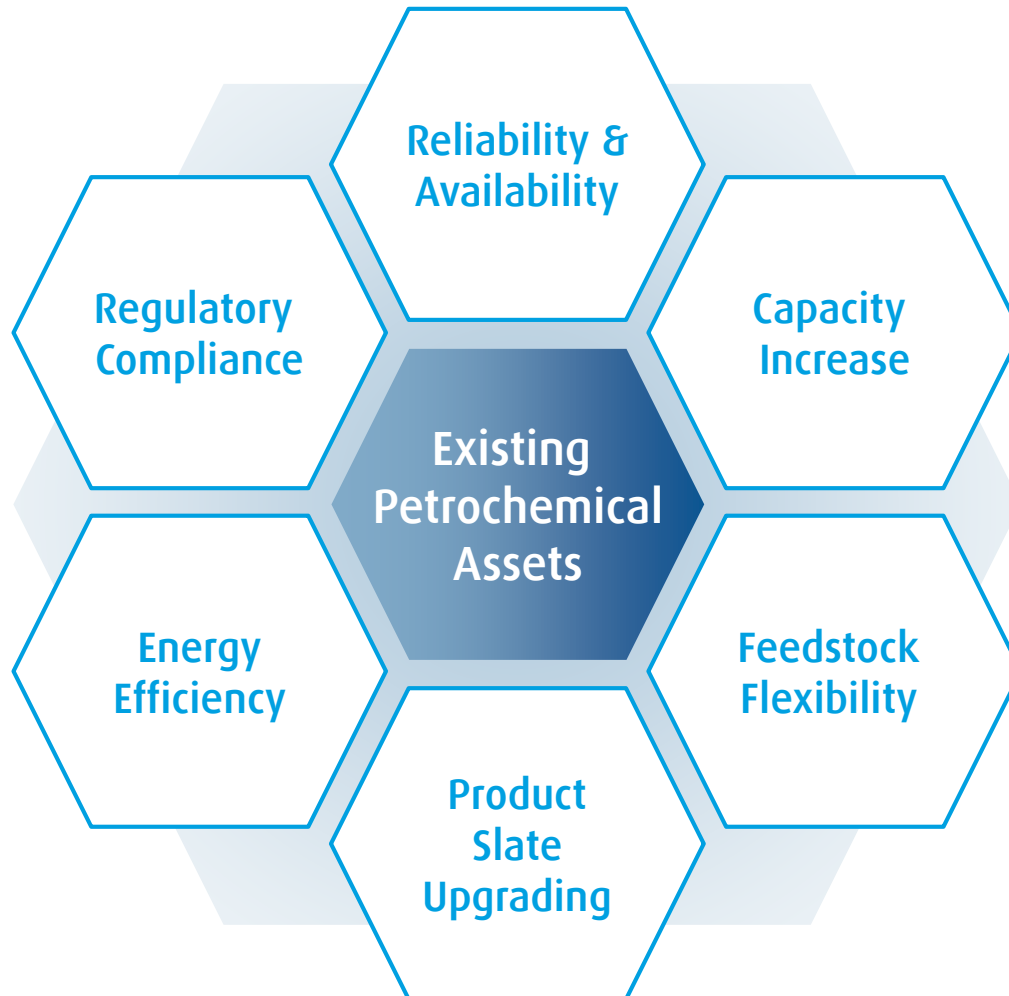 Reliability &
Availability
Regulatory
Compliance
Capacity
Increase
Existing
Petrochemical
Assets
Energy
Efficiency
Feedstock
Flexibility
Product
Slate
Upgrading